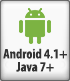 Android 4.1+
Java 7+